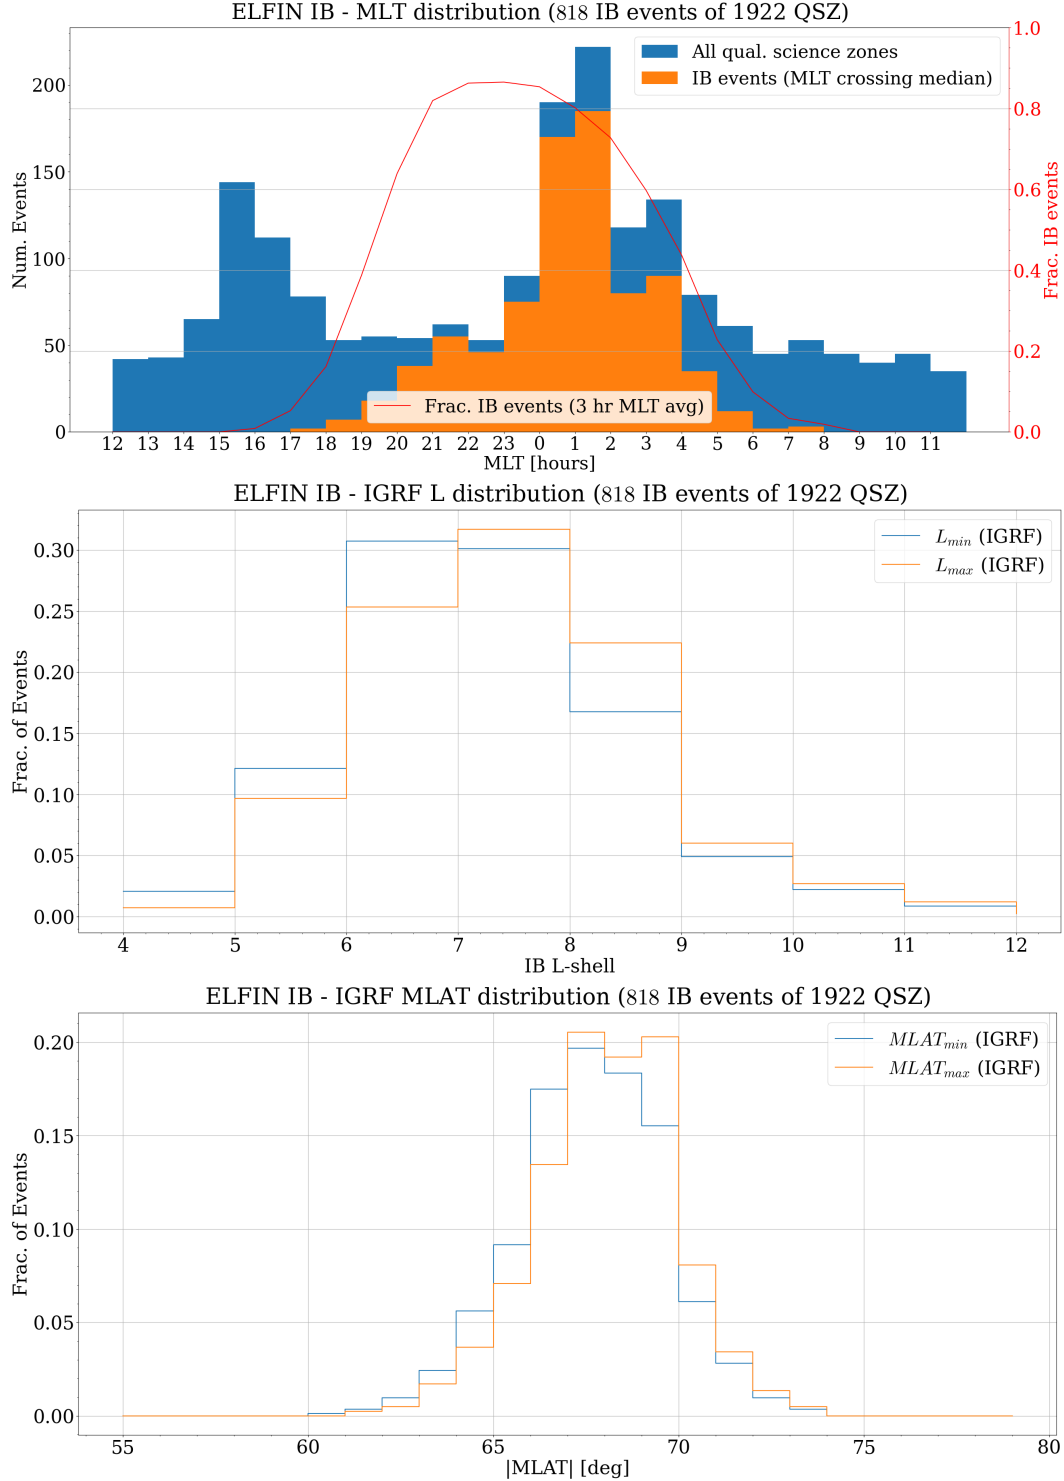 ELFIN IB - MLT distribution (818 IB events of 1922 QSZ)
All qual. science zones
IB events (MLT crossing median)
Frac. IB events (3 hr MLT avg)
Num. Events
0
50
100
150
200
Frac. IB events
0.0
0.2
0.4
0.6
0.8
1.0
12 13 14 15 16 17 18 19 20 21 22 23 0 1 2 3 4 5 6 7 8 9 10 11
MLT [hours]
ELFIN IB - IGRF L distribution (818 IB events of 1922 QSZ)
L_min (IGRF)
L_max (IGRF)
Frac. of Events
0.30
0.25
0.20
0.15
0.10
0.05
0.00
4 5 6 7 8 9 10 11 12
IB L-shell
ELFIN IB - IGRF MLAT distribution (818 IB events of 1922 QSZ)
MLAT_min (IGRF)
MLAT_max (IGRF)
Frac. of Events
0.20
0.15
0.10
0.05
0.00
55 60 65 70 75 80
|MLAT| [deg]